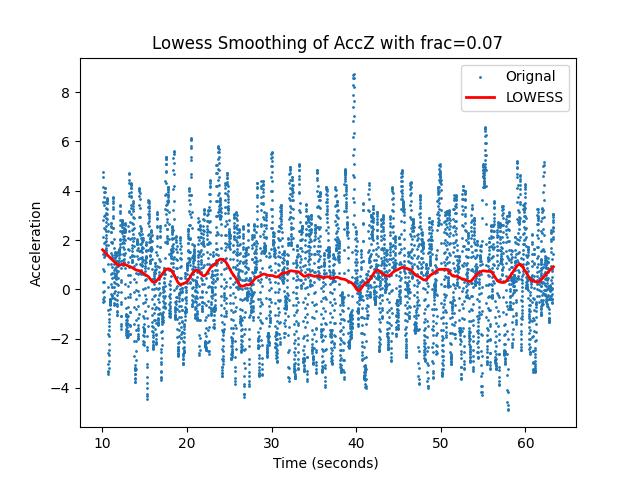 Lowess Smoothing of AccZ with frac=0.07
Orignal
LOWESS
8
6
4
2
0
−2
−4
Acceleration
10 20 30 40 50 60
Time (seconds)